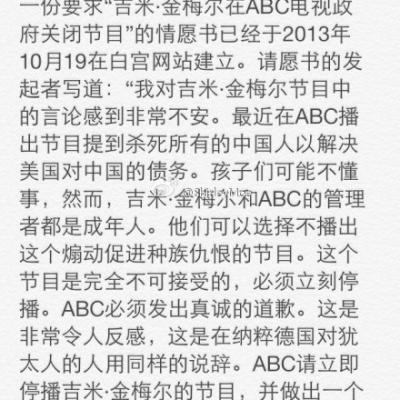 一份要求“吉米·金梅尔在ABC电视政
府关闭节目”的情愿书已经于2013年
10月19在白宫网站建立。请愿书的发
起者写道：“我对吉米·金梅尔节目中
的言论感到非常不安。最近在ABC播
出节目提到杀死所有的中国人以解决
美国对中国的债务。孩子们可能不懂
事，然而，吉米·金梅尔和ABC的管理
者都是成年人。他们可以选择不播出
这个煽动促进种族仇恨的节目。这个
节目是完全不可接受的，必须立刻停
播。ABC必须发出真诚的道歉。这是
非常令人反感，这是在纳粹德国对犹
太人的人用同样的说辞。ABC请立即
停播吉米·金梅尔的节目，并做出一个